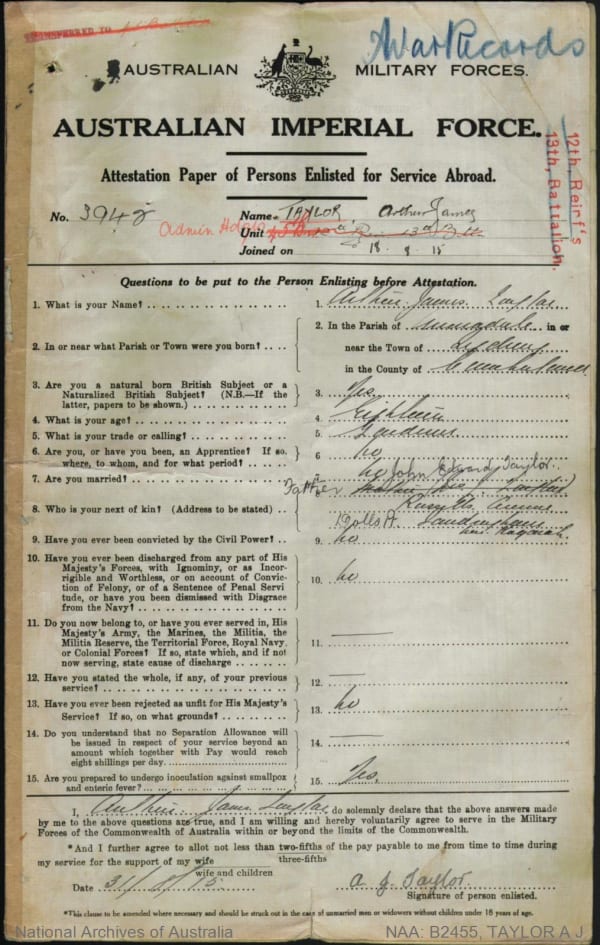 TRANSFERRED TO
War Records
AUSTRALIAN MILITARY FORCES.
AUSTRALIAN IMPERIAL FORCE.
Attestation Paper of Persons Enlisted for Service Abroad.
12th, Reinf's
13th, Battalion.
No. 3942 Name TAYLOR Arthur James
Admin Hdqrs Unit 13th Bttn
Joined on 18 . 8 . 15
Questions to be put to the Person Enlisting before Attestation.
1. What is your Name? 1. Arthur James Taylor
2. In or near what Parish or Town were you born? 2. In the Parish of in or
near the Town of Sydney
in the County of Cumberland
3. Are you a natural born British Subject or a
Naturalized British Subject? (N.B.—If the
latter, papers to be shown.) 3. Yes.
4. What is your age? 4. Eighteen
5. What is your trade or calling? 5.
6. Are you, or have you been, an Apprentice? If so,
where, to whom, and for what period? 6. no
7. Are you married? no
John Edward Taylor.
Father
8. Who is your next of kin? (Address to be stated)
Dolls Pt. Sandringham
9. Have you ever been convicted by the Civil Power? 9. no
10. Have you ever been discharged from any part of His
Majesty's Forces, with Ignominy, or as Incor-
rigible and Worthless, or on account of Convic-
tion of Felony, or of a Sentence of Penal Servi
tude, or have you been dismissed with Disgrace
from the Navy? 10. no
11. Do you now belong to, or have you ever served in, His
Majesty's Army, the Marines, the Militia, the
Militia Reserve, the Territorial Force, Royal Navy,
or Colonial Forces? If so, state which, and if not
now serving, state cause of discharge 11. —
12. Have you stated the whole, if any, of your previous
service? 12. —
13. Have you ever been rejected as unfit for His Majesty's
Service? If so, on what grounds? 13. no
14. Do you understand that no Separation Allowance will
be issued in respect of your service beyond an
amount which together with Pay would reach
eight shillings per day. 14. —
15. Are you prepared to undergo inoculation against smallpox
and enteric fever? 15. Yes.
I, Arthur James Taylor do solemnly declare that the above answers made
by me to the above questions are true, and I am willing and hereby voluntarily agree to serve in the Military
Forces of the Commonwealth of Australia within or beyond the limits of the Commonwealth.
*And I further agree to allot not less than two-fifths of the pay payable to me from time to time during
three-fifths
my service for the support of my wife
wife and children
Date A J Taylor.
Signature of person enlisted.
*This clause to be amended where necessary and should be struck out in the case of unmarried men or widowers without children under 18 years of age.
National Archives of Australia NAA: B2455, TAYLOR A J